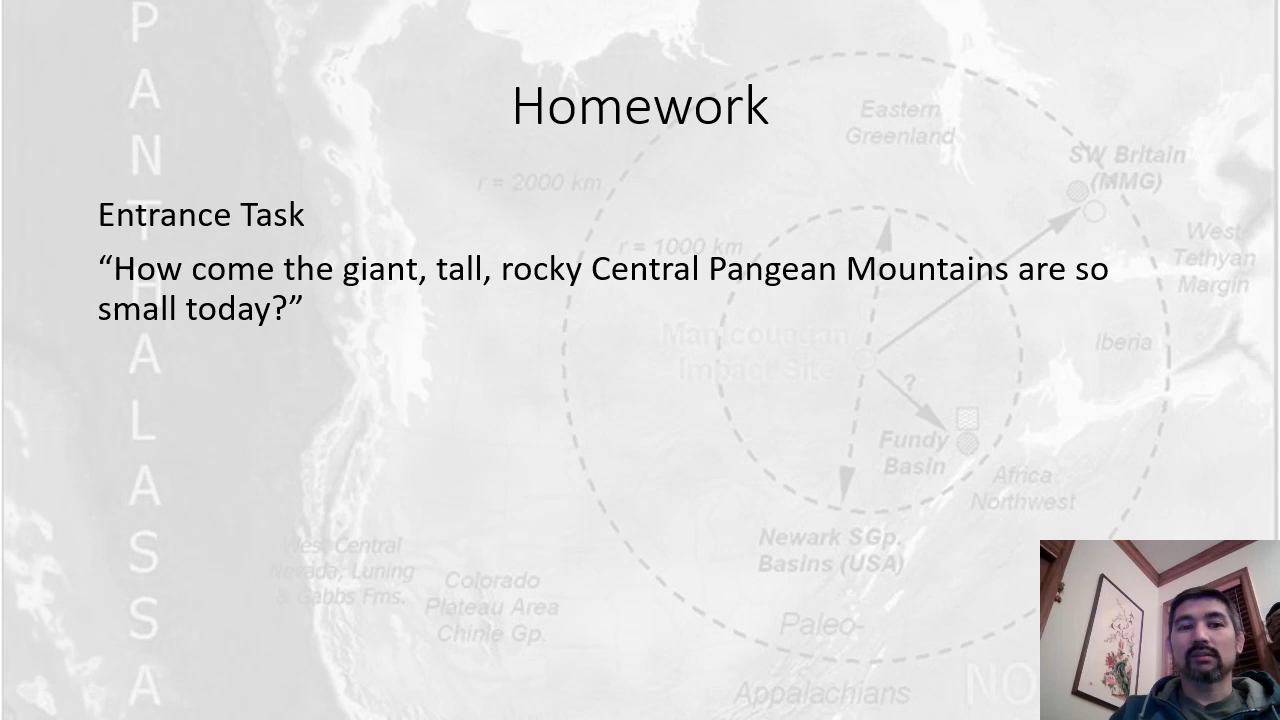 PANTHALASSA
Homework
Eastern
Greenland
SW Britain
(MMG)
r = 2000 km
Entrance Task
West
Tethyan
Margin
r = 1000 km
“How come the giant, tall, rocky Central Pangean Mountains are so
small today?”
Manicouagan
Impact Site
Iberia
?
Fundy
Basin
Africa
Northwest
Newark SGp.
Basins (USA)
West Central
Nevada, Luning
& Gabbs Fms.
Colorado
Plateau Area
Chinle Gp.
Paleo-
Appalachians
NO